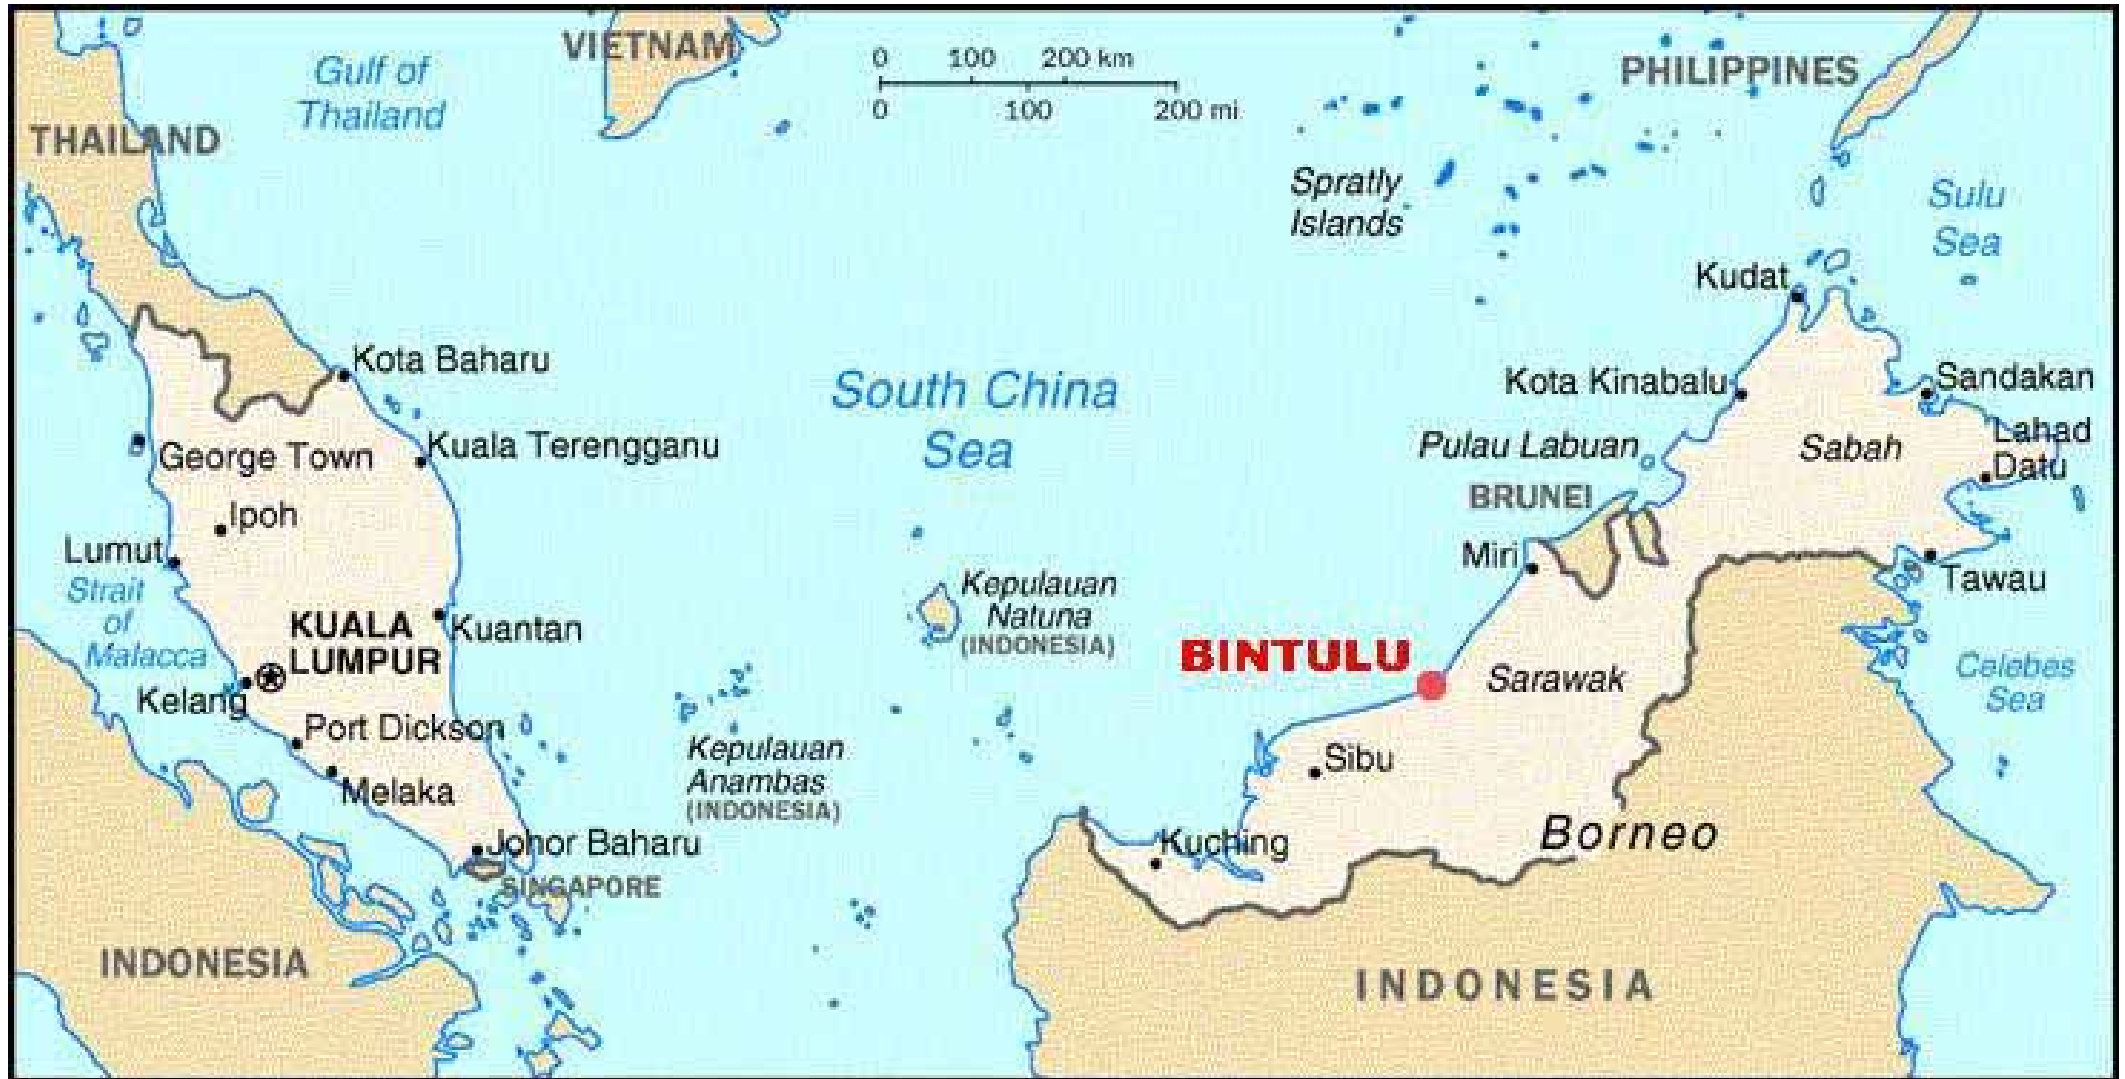 VIETNAM
Gulf of
Thailand
THAILAND
0 100 200 km
0 100 200 mi
PHILIPPINES
Spratly
Islands
Sulu
Sea
Kudat
Kota Baharu
Kota Kinabalu
Sandakan
South China
Sea
George Town
Kuala Terengganu
Pulau Labuan
Sabah
Lahad
Datu
BRUNEI
Ipoh
Lumut
Miri
Tawau
Strait
of
Malacca
Kepulauan
Natuna
(INDONESIA)
KUALA
LUMPUR
Kuantan
BINTULU
Sarawak
Celebes
Sea
Kelang
Port Dickson
Kepulauan
Anambas
(INDONESIA)
Sibu
Melaka
Johor Baharu
SINGAPORE
Kuching
Borneo
INDONESIA
INDONESIA